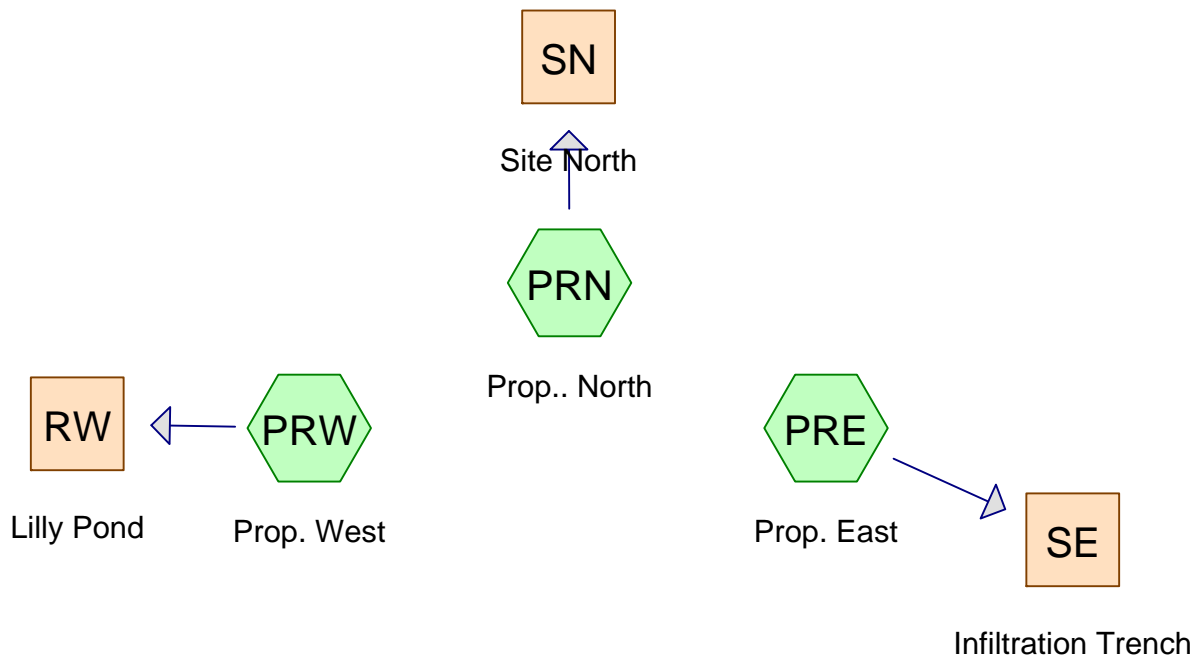 SN
Site North
PRN
Prop.. North
RW
PRW
PRE
Lilly Pond
Prop. West
Prop. East
SE
Infiltration Trench